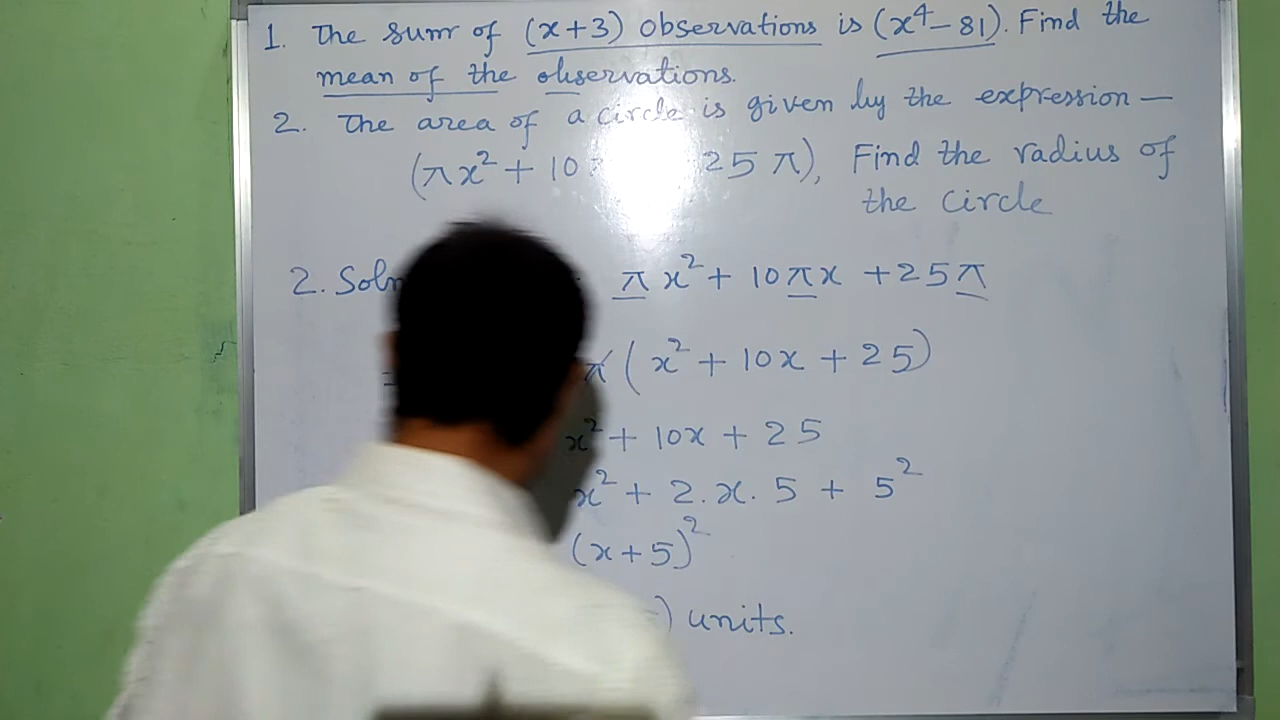 1. The sum of (x+3) observations is (x⁴-81). Find the
mean of the observations.
2. The area of a circle is given by the expression —
(πx² + 10 25 π), Find the radius of
the circle
2. Soln πx² + 10πx + 25π
π (x² + 10x + 25)
x² + 10x + 25
x² + 2.x.5 + 5²
(x+5)²
) units.